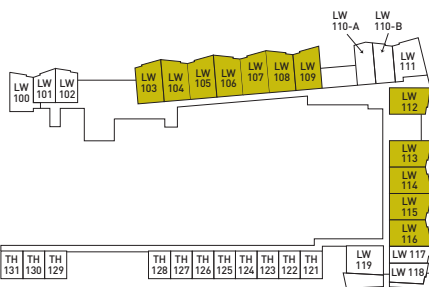 LW
110-A
LW
110-B
LW
111
LW
109
LW
108
LW
107
LW
106
LW
105
LW
104
LW
103
LW
102
LW
101
LW
100
LW
112
LW
113
LW
114
LW
115
LW
116
LW 117
LW 118
LW
119
TH
131
TH
130
TH
129
TH
128
TH
127
TH
126
TH
125
TH
124
TH
123
TH
122
TH
121